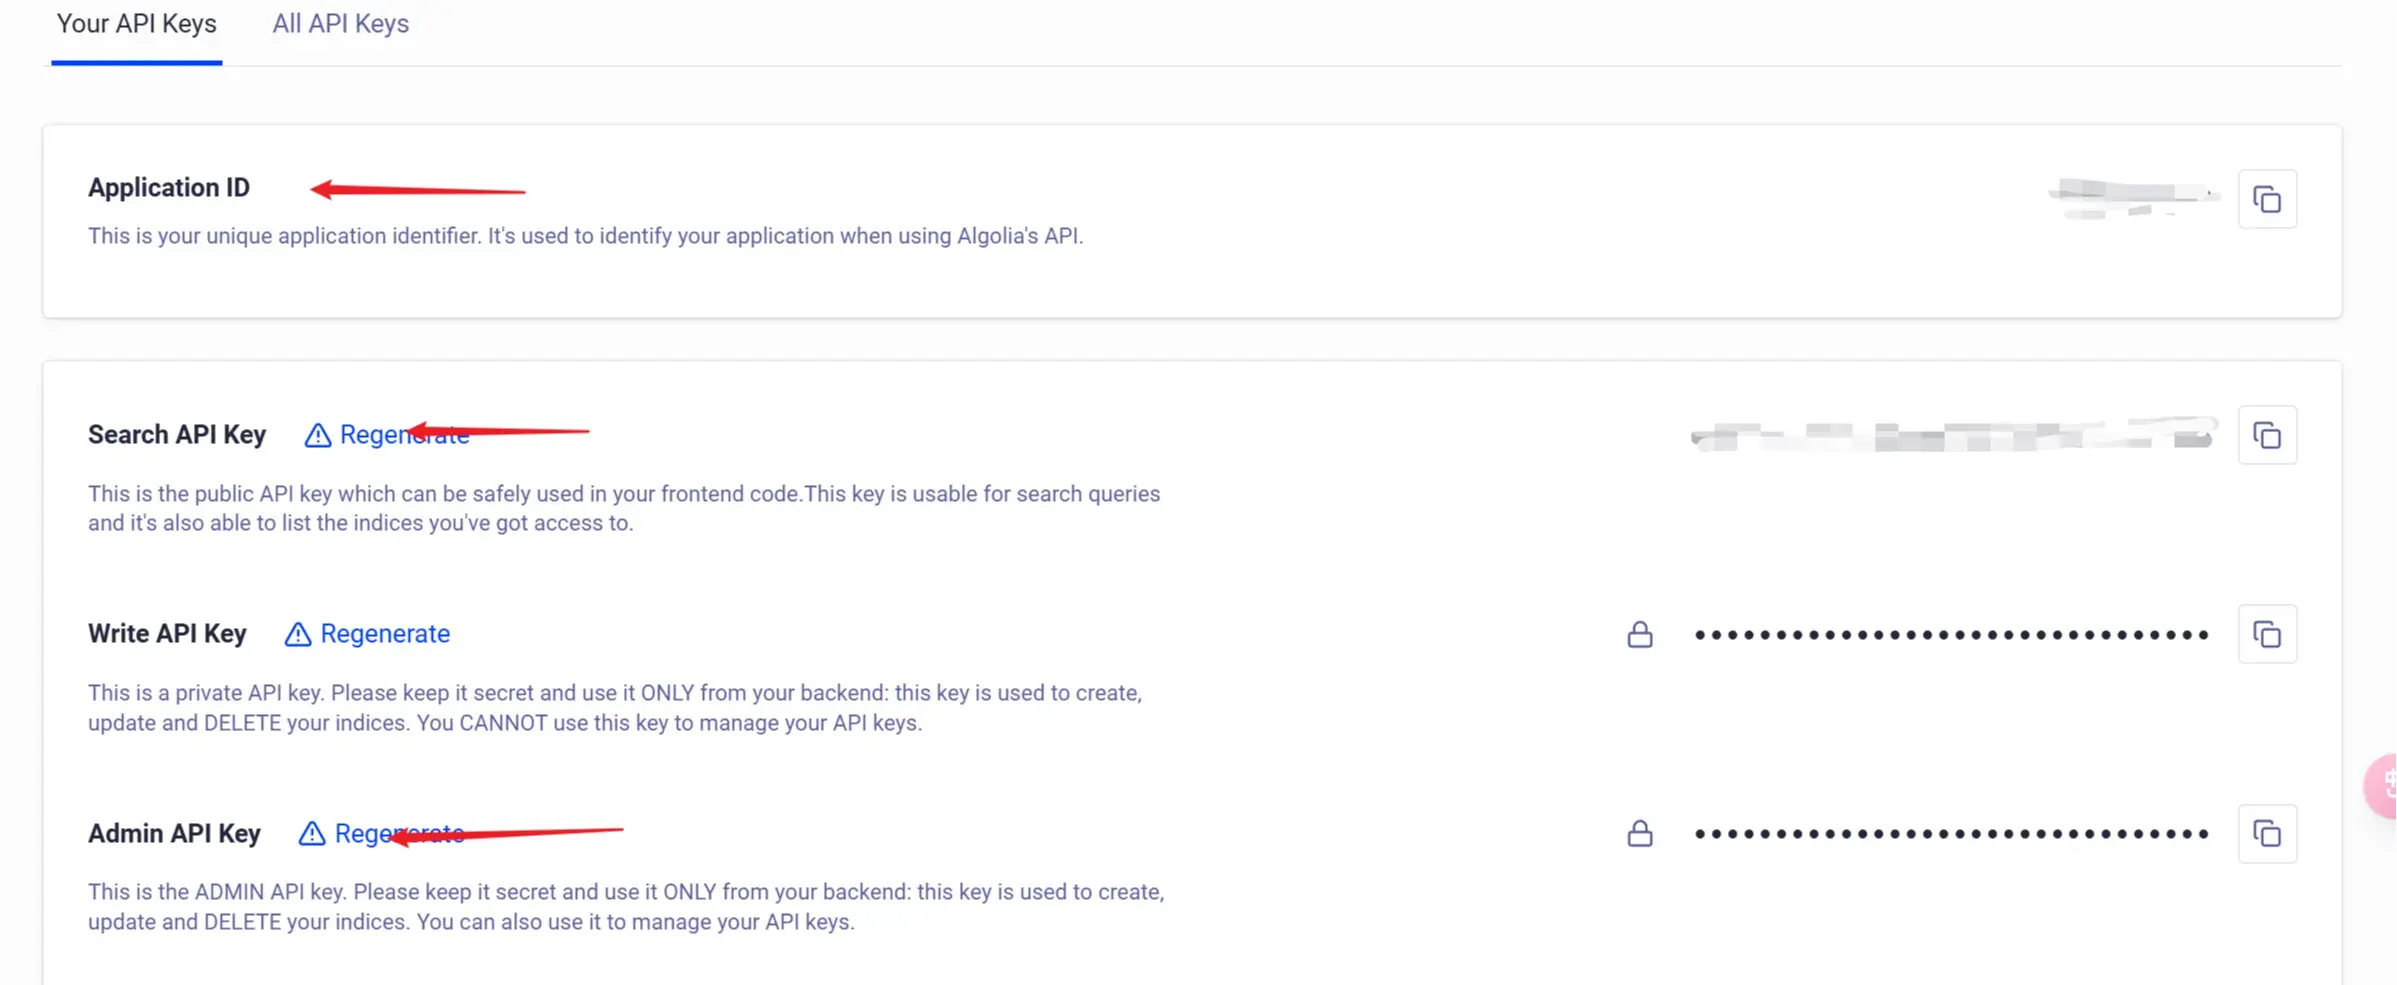 Your API Keys All API Keys
Application ID
This is your unique application identifier. It's used to identify your application when using Algolia's API.
Search API Key Regenerate
This is the public API key which can be safely used in your frontend code.This key is usable for search queries
and it's also able to list the indices you've got access to.
Write API Key Regenerate
This is a private API key. Please keep it secret and use it ONLY from your backend: this key is used to create,
update and DELETE your indices. You CANNOT use this key to manage your API keys.
Admin API Key Regenerate
This is the ADMIN API key. Please keep it secret and use it ONLY from your backend: this key is used to create,
update and DELETE your indices. You can also use it to manage your API keys.